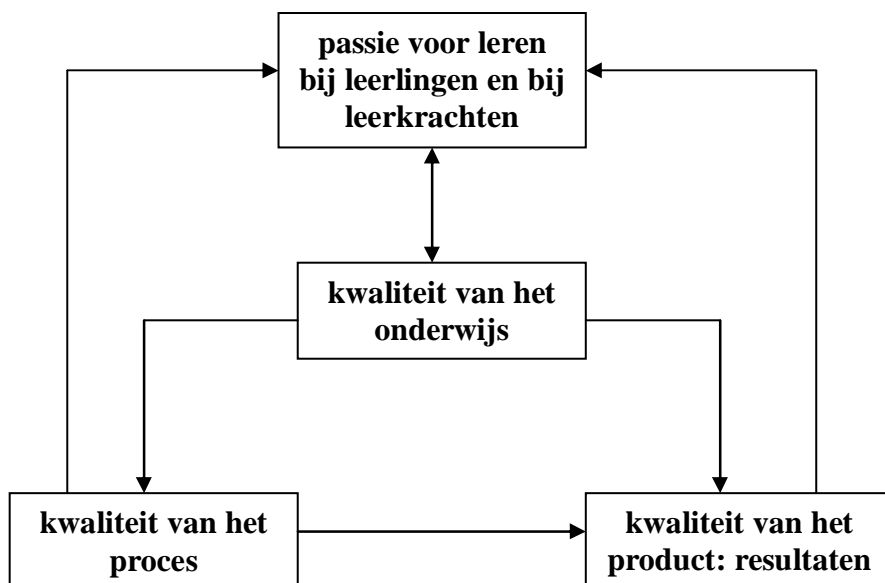 passie voor leren
bij leerlingen en bij
leerkrachten
kwaliteit van het
onderwijs
kwaliteit van het
proces
kwaliteit van het
product: resultaten